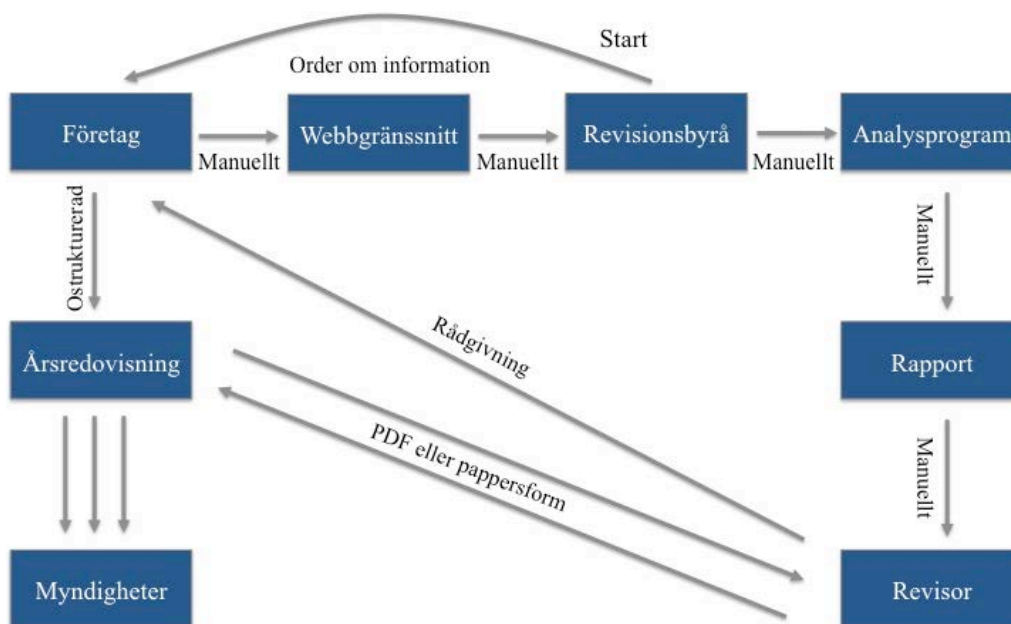 Start
Order om information
Företag
Webbgränssnitt
Revisionsbyrå
Analysprogram
Manuellt
Manuellt
Manuellt
Ostrukturerad
Manuellt
Årsredovisning
Rådgivning
Rapport
PDF eller pappersform
Manuellt
Myndigheter
Revisor